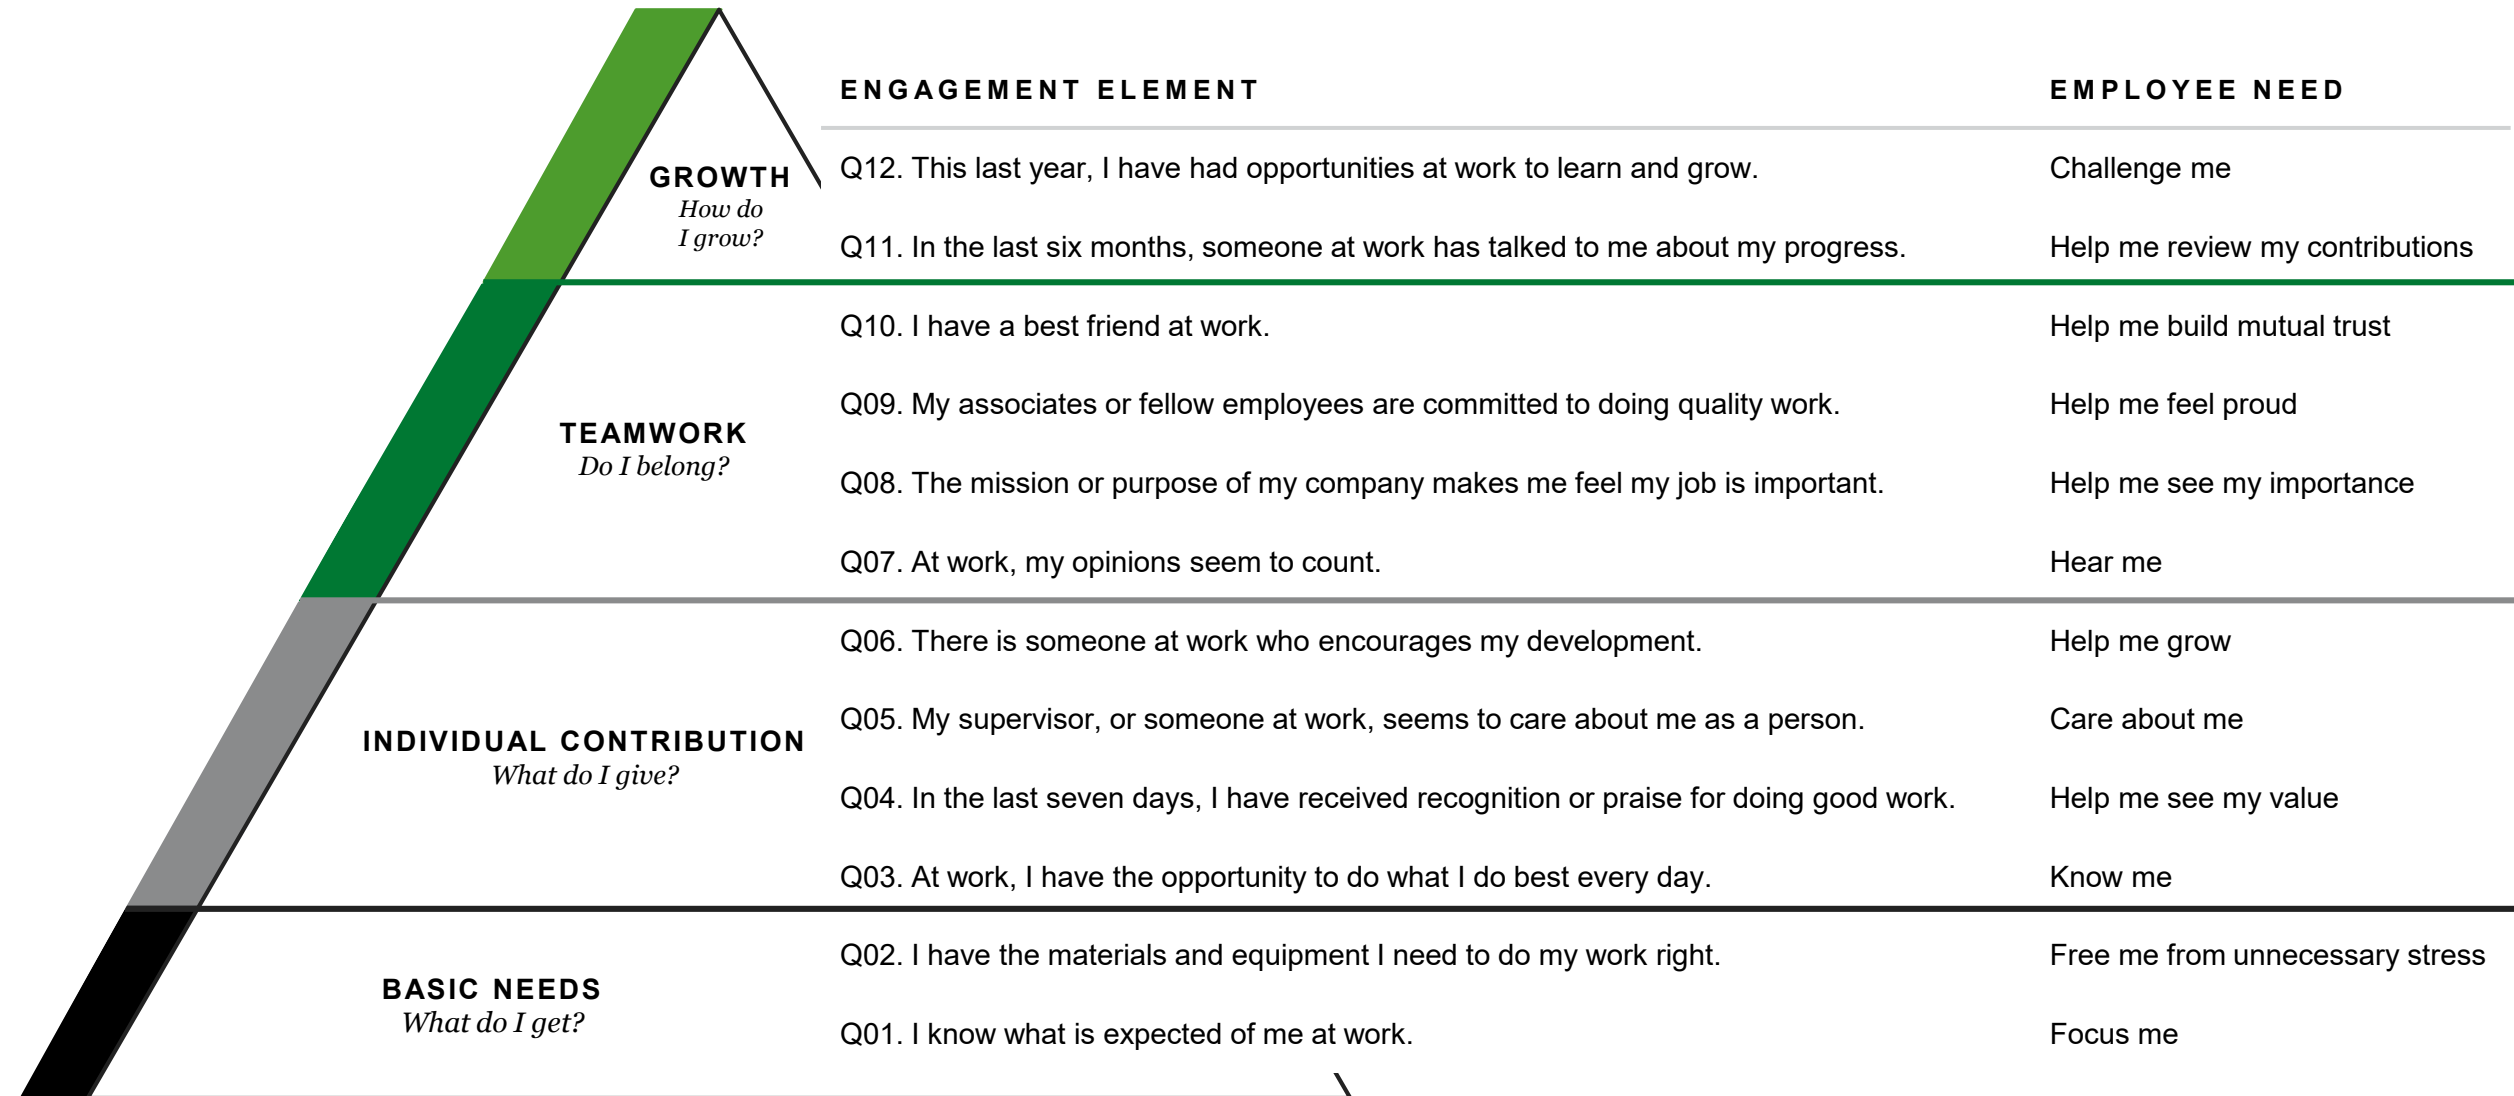 ENGAGEMENT ELEMENT EMPLOYEE NEED
GROWTH
How do
I grow?
Q12. This last year, I have had opportunities at work to learn and grow. Challenge me
Q11. In the last six months, someone at work has talked to me about my progress. Help me review my contributions
TEAMWORK
Do I belong?
Q10. I have a best friend at work. Help me build mutual trust
Q09. My associates or fellow employees are committed to doing quality work. Help me feel proud
Q08. The mission or purpose of my company makes me feel my job is important. Help me see my importance
Q07. At work, my opinions seem to count. Hear me
INDIVIDUAL CONTRIBUTION
What do I give?
Q06. There is someone at work who encourages my development. Help me grow
Q05. My supervisor, or someone at work, seems to care about me as a person. Care about me
Q04. In the last seven days, I have received recognition or praise for doing good work. Help me see my value
Q03. At work, I have the opportunity to do what I do best every day. Know me
BASIC NEEDS
What do I get?
Q02. I have the materials and equipment I need to do my work right. Free me from unnecessary stress
Q01. I know what is expected of me at work. Focus me